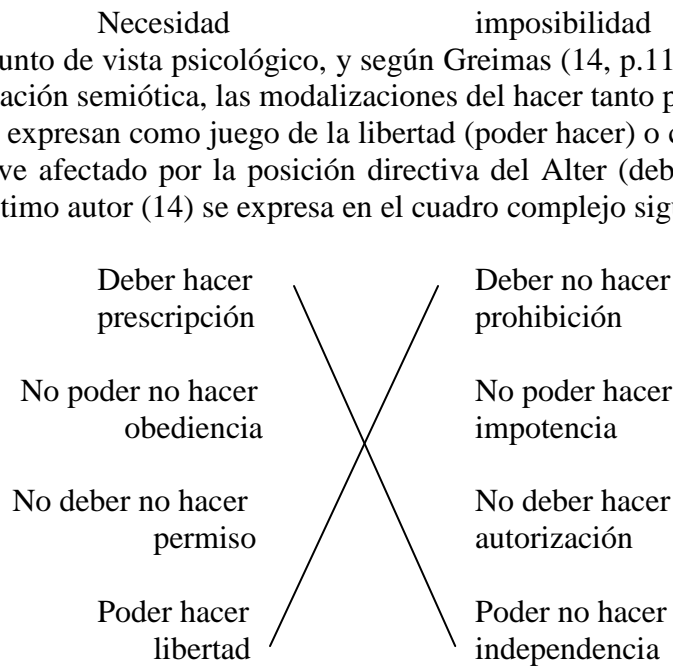 Necesidad imposibilidad
unto de vista psicológico, y según Greimas (14, p.11
ación semiótica, las modalizaciones del hacer tanto p
expresan como juego de la libertad (poder hacer) o
ve afectado por la posición directiva del Alter (deb
timo autor (14) se expresa en el cuadro complejo sig
Deber hacer Deber no hacer
prescripción prohibición
No poder no hacer No poder hacer
obediencia impotencia
No deber no hacer No deber hacer
permiso autorización
Poder hacer Poder no hacer
libertad independencia